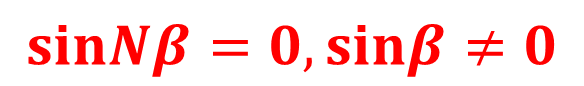 sin𝑁𝛽 = 0, sin𝛽 ≠ 0